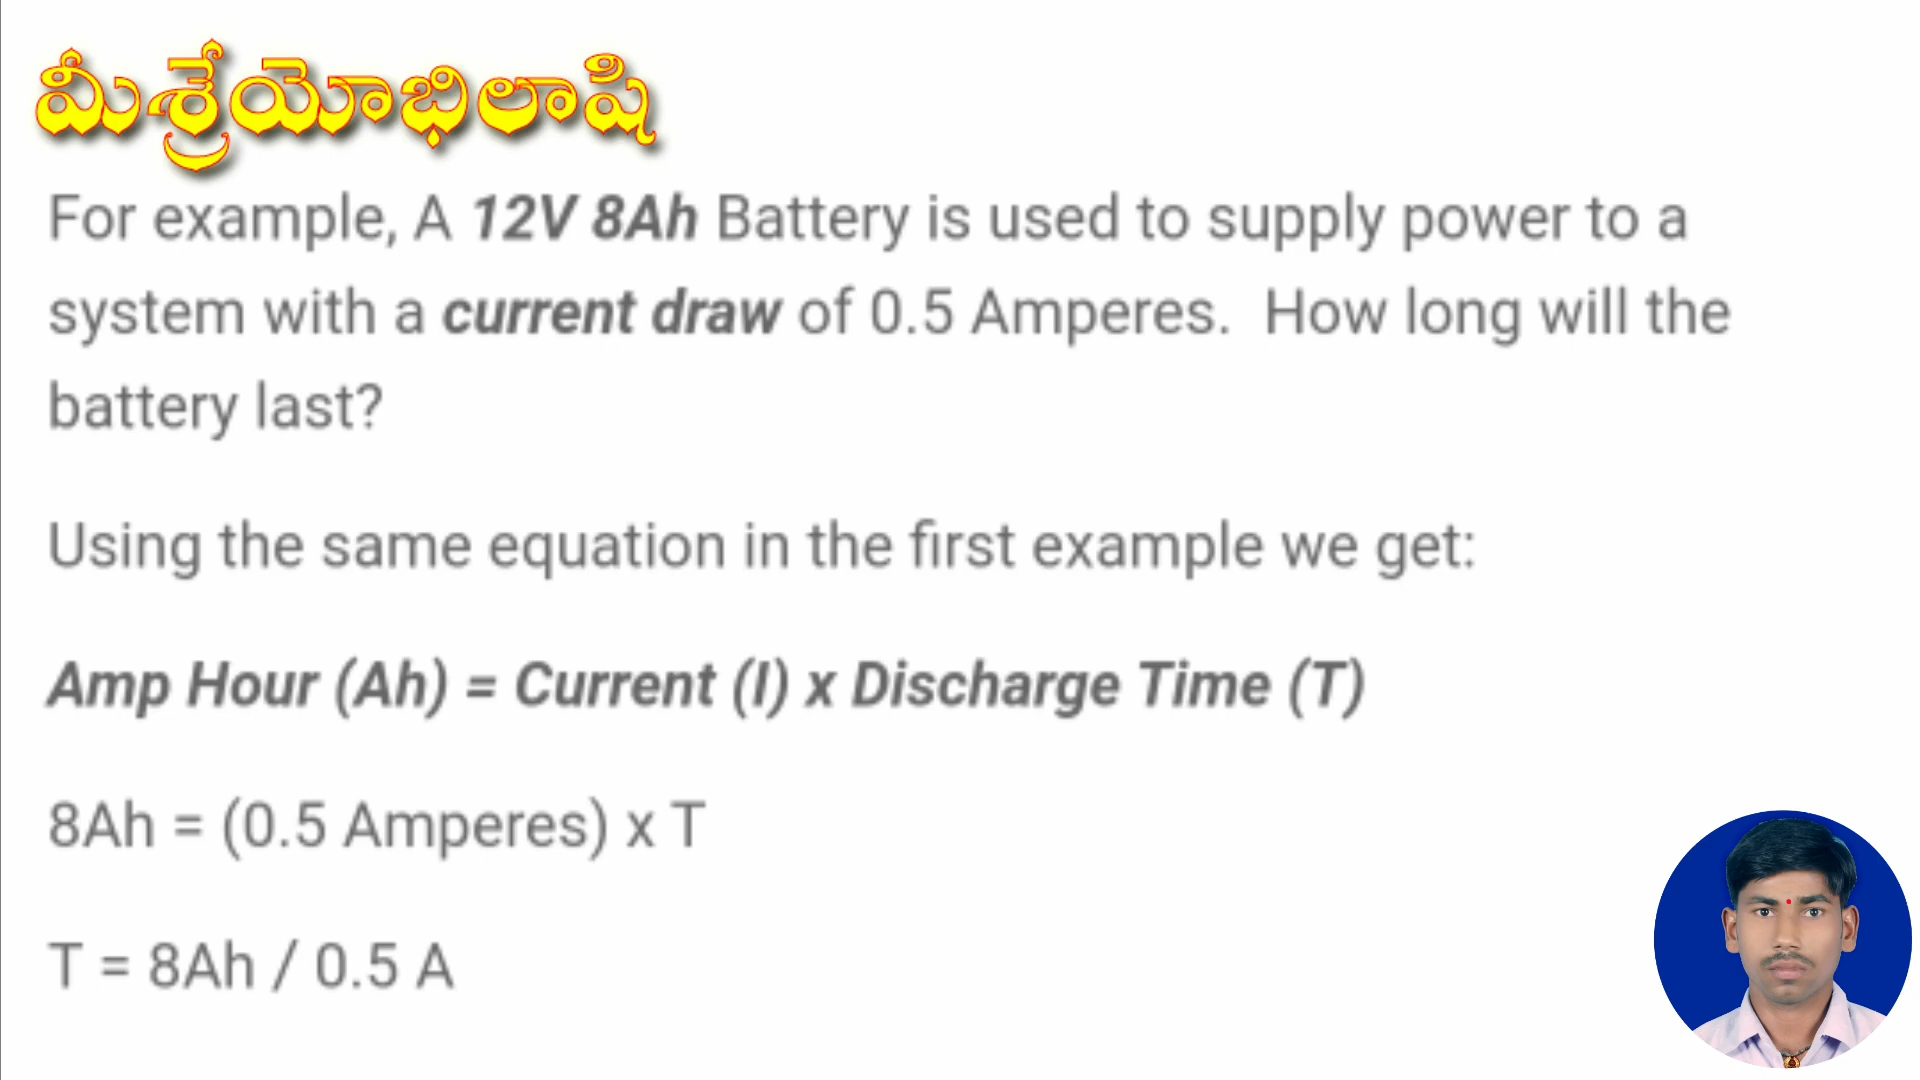 మీశ్రేయోభిలాషి
For example, A 12V 8Ah Battery is used to supply power to a
system with a current draw of 0.5 Amperes.  How long will the
battery last?
Using the same equation in the first example we get:
Amp Hour (Ah) = Current (I) x Discharge Time (T)
8Ah = (0.5 Amperes) x T
T = 8Ah / 0.5 A